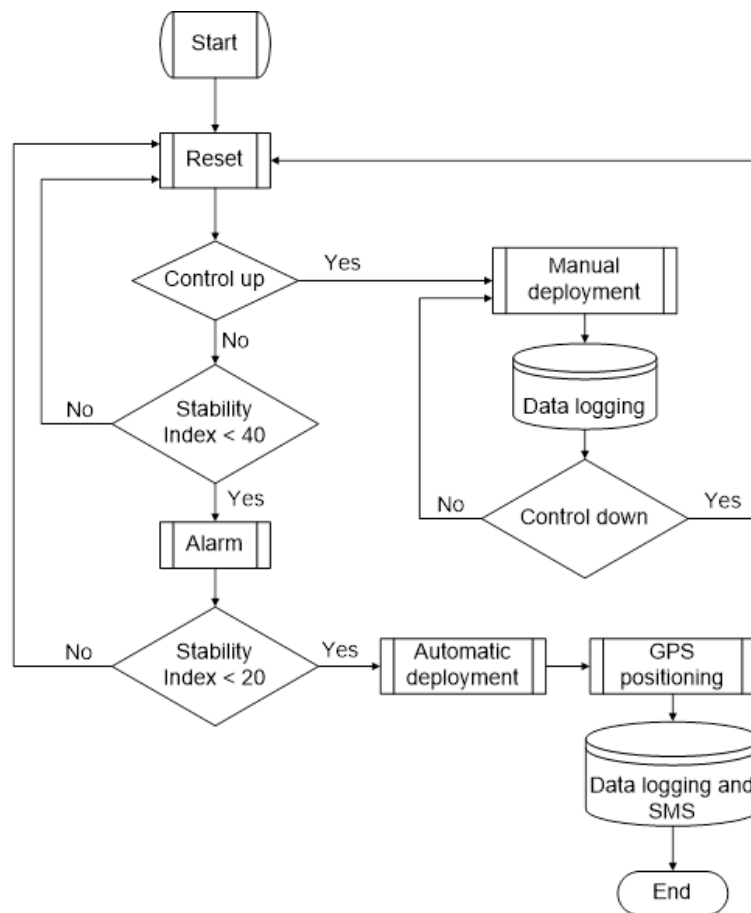 Start
Reset
Control up
Yes
Manual
deployment
No
Data logging
No
Stability
Index < 40
Yes
No
Control down
Yes
Alarm
No
Stability
Index < 20
Yes
Automatic
deployment
GPS
positioning
Data logging and
SMS
End